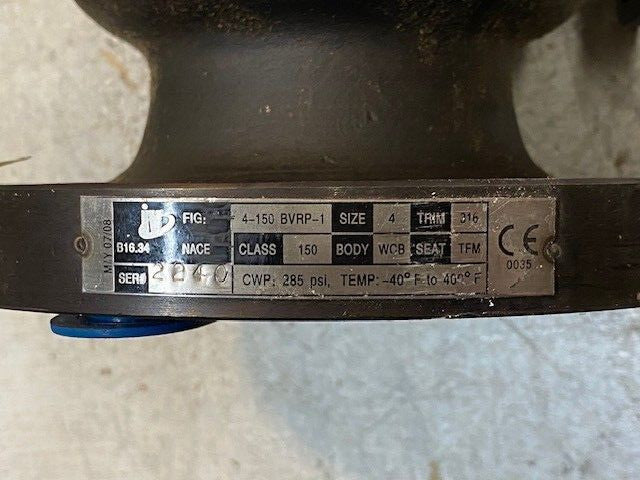 M\Y 07/08
FIG: 4-150 BVRP-1 SIZE 4 TRIM 316
B16.34 NACE CLASS 150 BODY WCB SEAT TFM
SER# 2240 CWP: 285 psi, TEMP: -40° F to 400° F
CE
0035